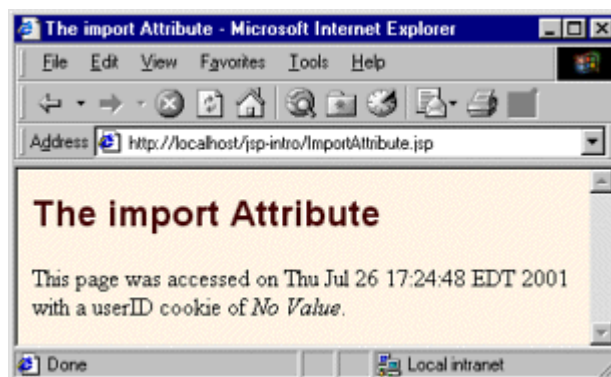 The import Attribute - Microsoft Internet Explorer
File Edit View Favorites Tools Help
Address http://localhost/jsp-intro/ImportAttribute.jsp
The import Attribute
This page was accessed on Thu Jul 26 17:24:48 EDT 2001
with a userID cookie of No Value.
Done Local intranet